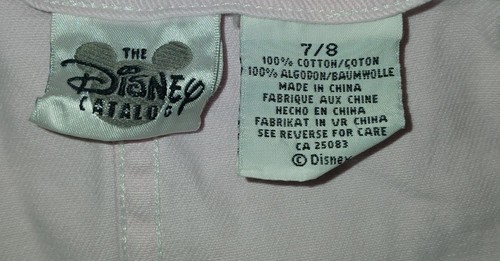 THE
DISNEY
CATALOG
7/8
100% COTTON/COTON
100% ALGODON/BAUMWOLLE
MADE IN CHINA
FABRIQUE AUX CHINE
HECHO EN CHINA
FABRIKAT IN VR CHINA
SEE REVERSE FOR CARE
CA 25083
© Disney